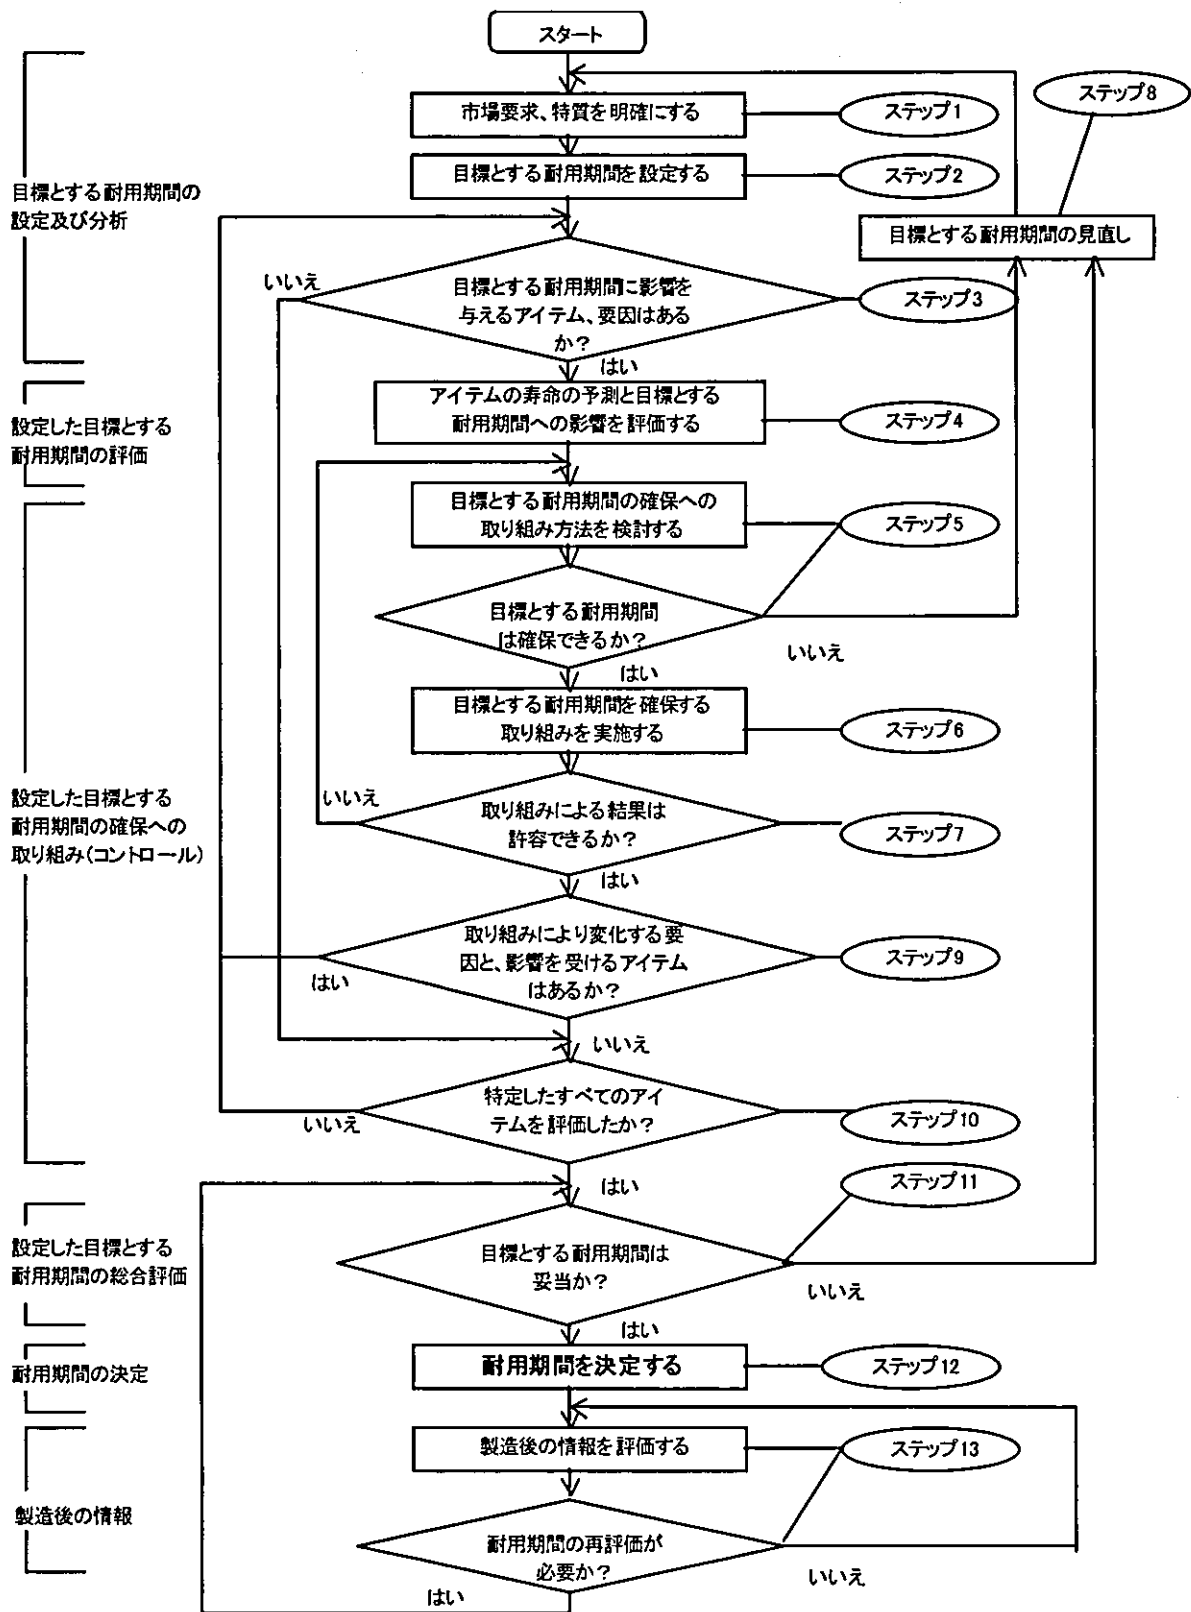 スタート
市場要求、特質を明確にする
ステップ1
ステップ8
目標とする耐用期間を設定する
ステップ2
目標とする耐用期間の
設定及び分析
目標とする耐用期間の見直し
いいえ
目標とする耐用期間に影響を
与えるアイテム、要因はある
か?
ステップ3
はい
アイテムの寿命の予測と目標とする
耐用期間への影響を評価する
ステップ4
設定した目標とする
耐用期間の評価
目標とする耐用期間の確保への
取り組み方法を検討する
ステップ5
目標とする耐用期間
は確保できるか?
いいえ
はい
目標とする耐用期間を確保する
取り組みを実施する
ステップ6
設定した目標とする
耐用期間の確保への
取り組み(コントロール)
いいえ
取り組みによる結果は
許容できるか?
ステップ7
はい
取り組みにより変化する要
因と、影響を受けるアイテム
はあるか?
ステップ9
はい
いいえ
特定したすべてのアイ
テムを評価したか?
ステップ10
いいえ
はい
ステップ11
設定した目標とする
耐用期間の総合評価
目標とする耐用期間は
妥当か?
いいえ
はい
耐用期間の決定
耐用期間を決定する
ステップ12
製造後の情報を評価する
ステップ13
製造後の情報
耐用期間の再評価が
必要か?
いいえ
はい